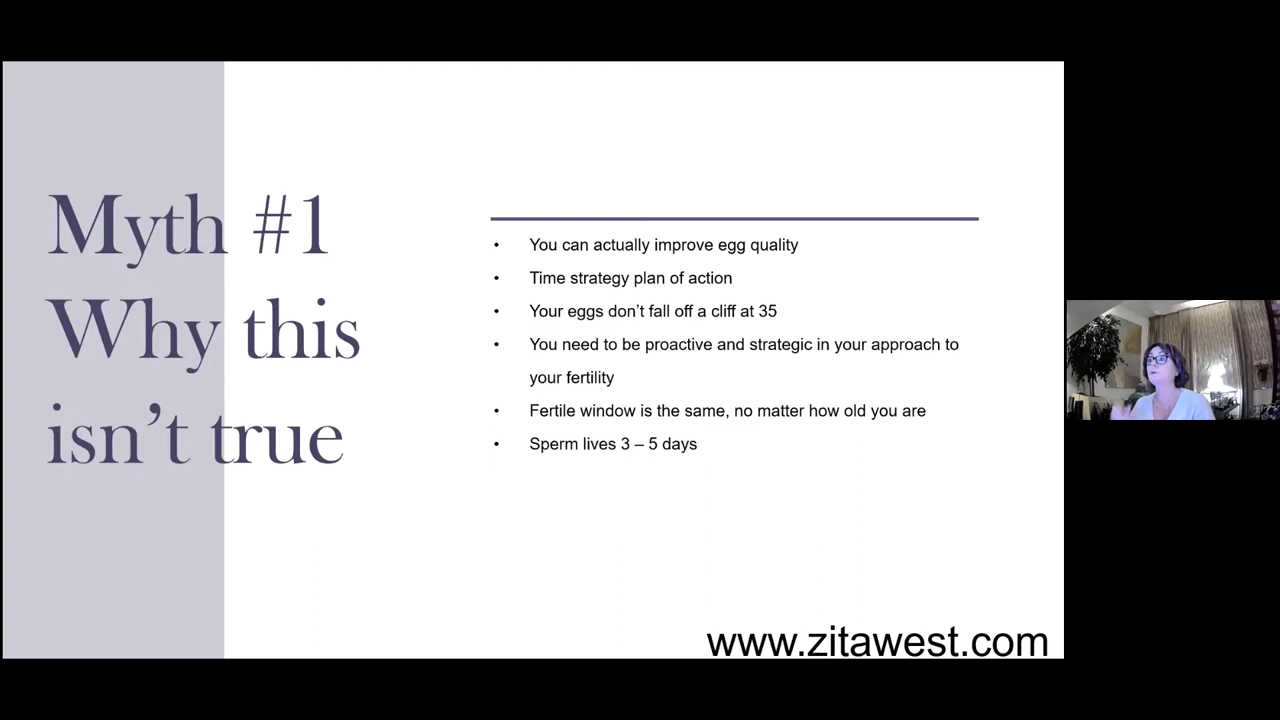 Myth #1
Why this
isn’t true
• You can actually improve egg quality
• Time strategy plan of action
• Your eggs don’t fall off a cliff at 35
• You need to be proactive and strategic in your approach to
your fertility
• Fertile window is the same, no matter how old you are
• Sperm lives 3 – 5 days
www.zitawest.com